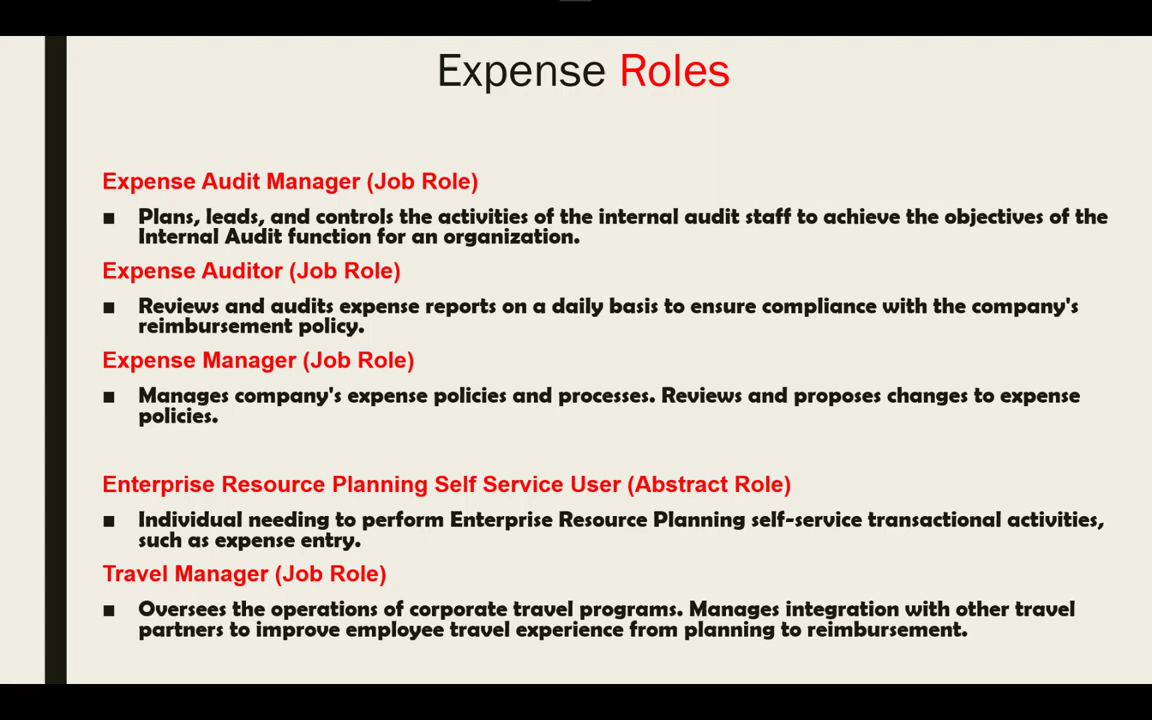 Expense Roles
Expense Audit Manager (Job Role)
■ Plans, leads, and controls the activities of the internal audit staff to achieve the objectives of the
Internal Audit function for an organization.
Expense Auditor (Job Role)
■ Reviews and audits expense reports on a daily basis to ensure compliance with the company's
reimbursement policy.
Expense Manager (Job Role)
■ Manages company's expense policies and processes. Reviews and proposes changes to expense
policies.
Enterprise Resource Planning Self Service User (Abstract Role)
■ Individual needing to perform Enterprise Resource Planning self-service transactional activities,
such as expense entry.
Travel Manager (Job Role)
■ Oversees the operations of corporate travel programs. Manages integration with other travel
partners to improve employee travel experience from planning to reimbursement.